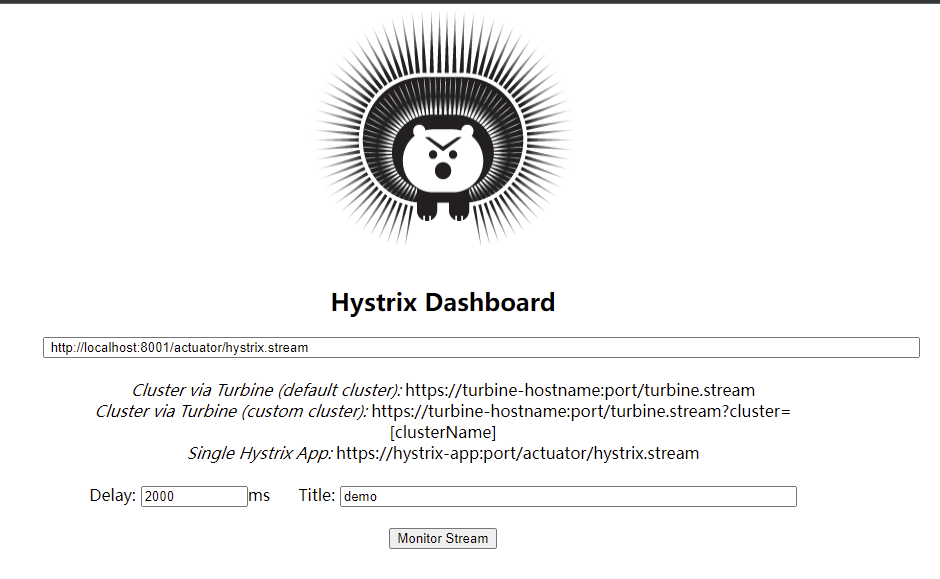 Hystrix Dashboard
http://localhost:8001/actuator/hystrix.stream
Cluster via Turbine (default cluster): https://turbine-hostname:port/turbine.stream
Cluster via Turbine (custom cluster): https://turbine-hostname:port/turbine.stream?cluster=
[clusterName]
Single Hystrix App: https://hystrix-app:port/actuator/hystrix.stream
Delay: 2000 ms Title: demo
Monitor Stream